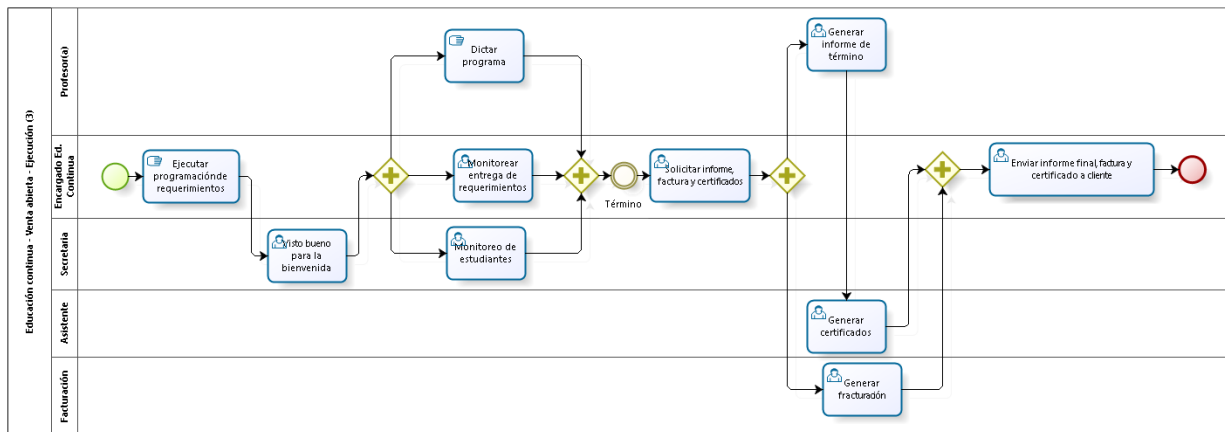 Educación continua - Venta abierta - Ejecución (3)
Profesor(a)
Dictar
programa
Generar
informe de
término
Encargado Ed.
Continua
Ejecutar
programaciónde
requerimientos
Monitorear
entrega de
requerimientos
Término
Solicitar informe,
factura y certificados
Enviar informe final, factura y
certificado a cliente
Secretaria
Visto bueno
para la
bienvenida
Monitoreo de
estudiantes
Asistente
Generar
certificados
Facturación
Generar
fracturación